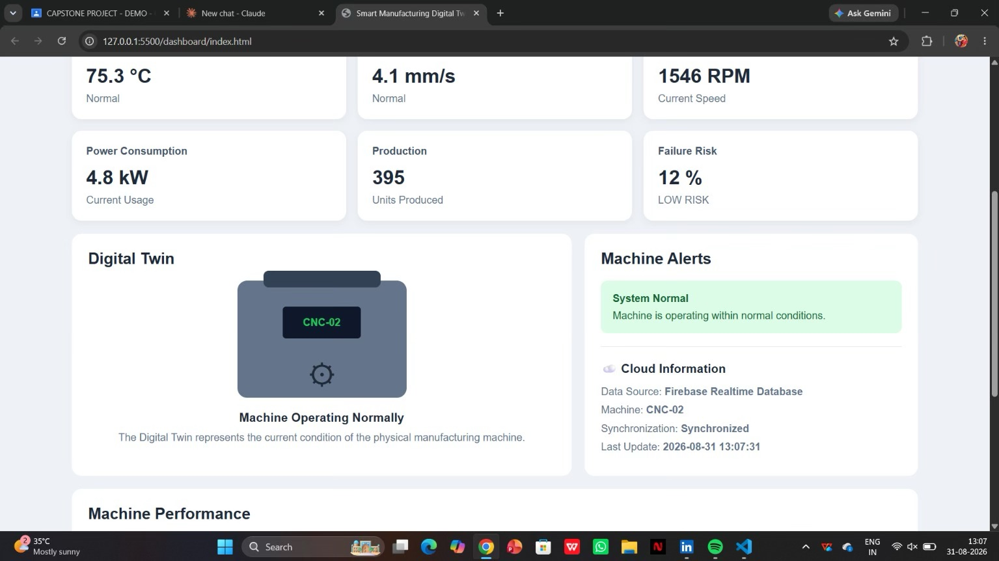 CAPSTONE PROJECT - DEMO -
New chat - Claude
Smart Manufacturing Digital Tw
Ask Gemini
127.0.0.1:5500/dashboard/index.html
75.3 °C
Normal
4.1 mm/s
Normal
1546 RPM
Current Speed
Power Consumption
4.8 kW
Current Usage
Production
395
Units Produced
Failure Risk
12 %
LOW RISK
Digital Twin
CNC-02
Machine Operating Normally
The Digital Twin represents the current condition of the physical manufacturing machine.
Machine Alerts
System Normal
Machine is operating within normal conditions.
Cloud Information
Data Source: Firebase Realtime Database
Machine: CNC-02
Synchronization: Synchronized
Last Update: 2026-08-31 13:07:31
Machine Performance
2
35°C
Mostly sunny
Search
ENG
IN
13:07
31-08-2026